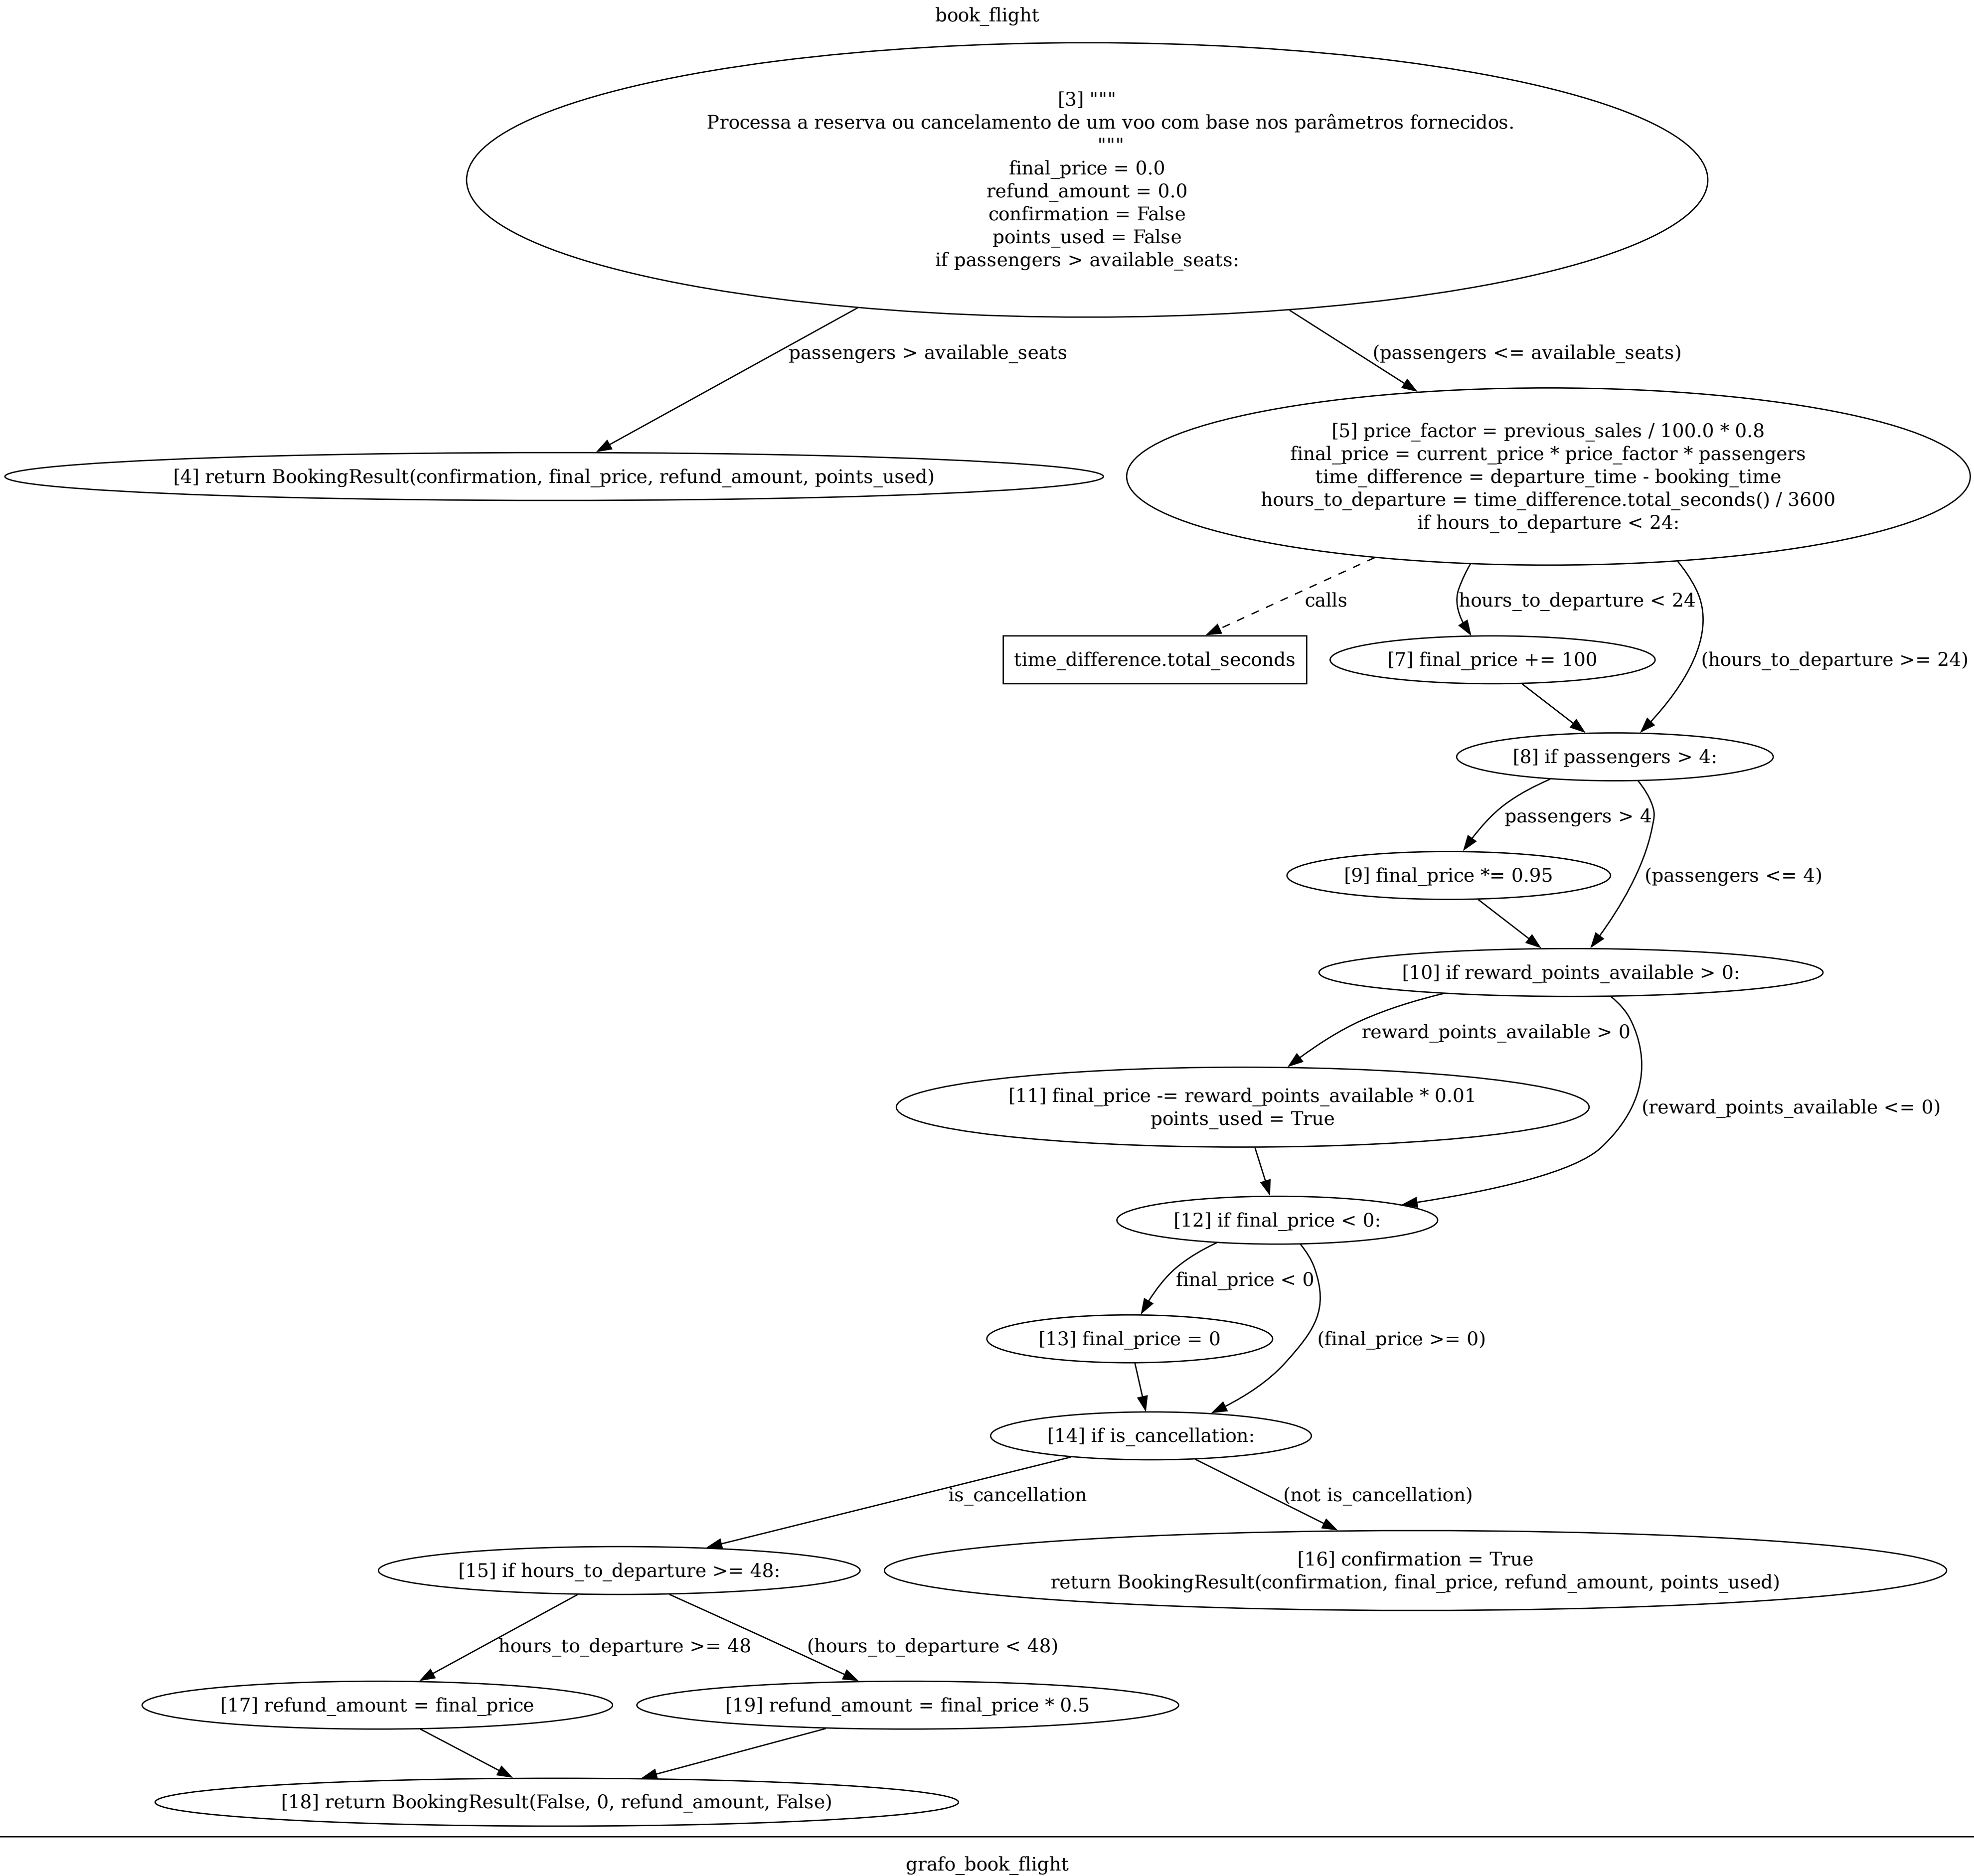 book_flight
[3] """
Processa a reserva ou cancelamento de um voo com base nos parâmetros fornecidos.
"""
final_price = 0.0
refund_amount = 0.0
confirmation = False
points_used = False
if passengers > available_seats:
passengers > available_seats
(passengers <= available_seats)
[4] return BookingResult(confirmation, final_price, refund_amount, points_used)
[5] price_factor = previous_sales / 100.0 * 0.8
final_price = current_price * price_factor * passengers
time_difference = departure_time - booking_time
hours_to_departure = time_difference.total_seconds() / 3600
if hours_to_departure < 24:
calls
hours_to_departure < 24
time_difference.total_seconds
[7] final_price += 100
(hours_to_departure >= 24)
[8] if passengers > 4:
passengers > 4
[9] final_price *= 0.95
(passengers <= 4)
[10] if reward_points_available > 0:
reward_points_available > 0
[11] final_price -= reward_points_available * 0.01
points_used = True
(reward_points_available <= 0)
[12] if final_price < 0:
final_price < 0
[13] final_price = 0
(final_price >= 0)
[14] if is_cancellation:
is_cancellation
(not is_cancellation)
[15] if hours_to_departure >= 48:
[16] confirmation = True
return BookingResult(confirmation, final_price, refund_amount, points_used)
hours_to_departure >= 48
(hours_to_departure < 48)
[17] refund_amount = final_price
[19] refund_amount = final_price * 0.5
[18] return BookingResult(False, 0, refund_amount, False)
grafo_book_flight